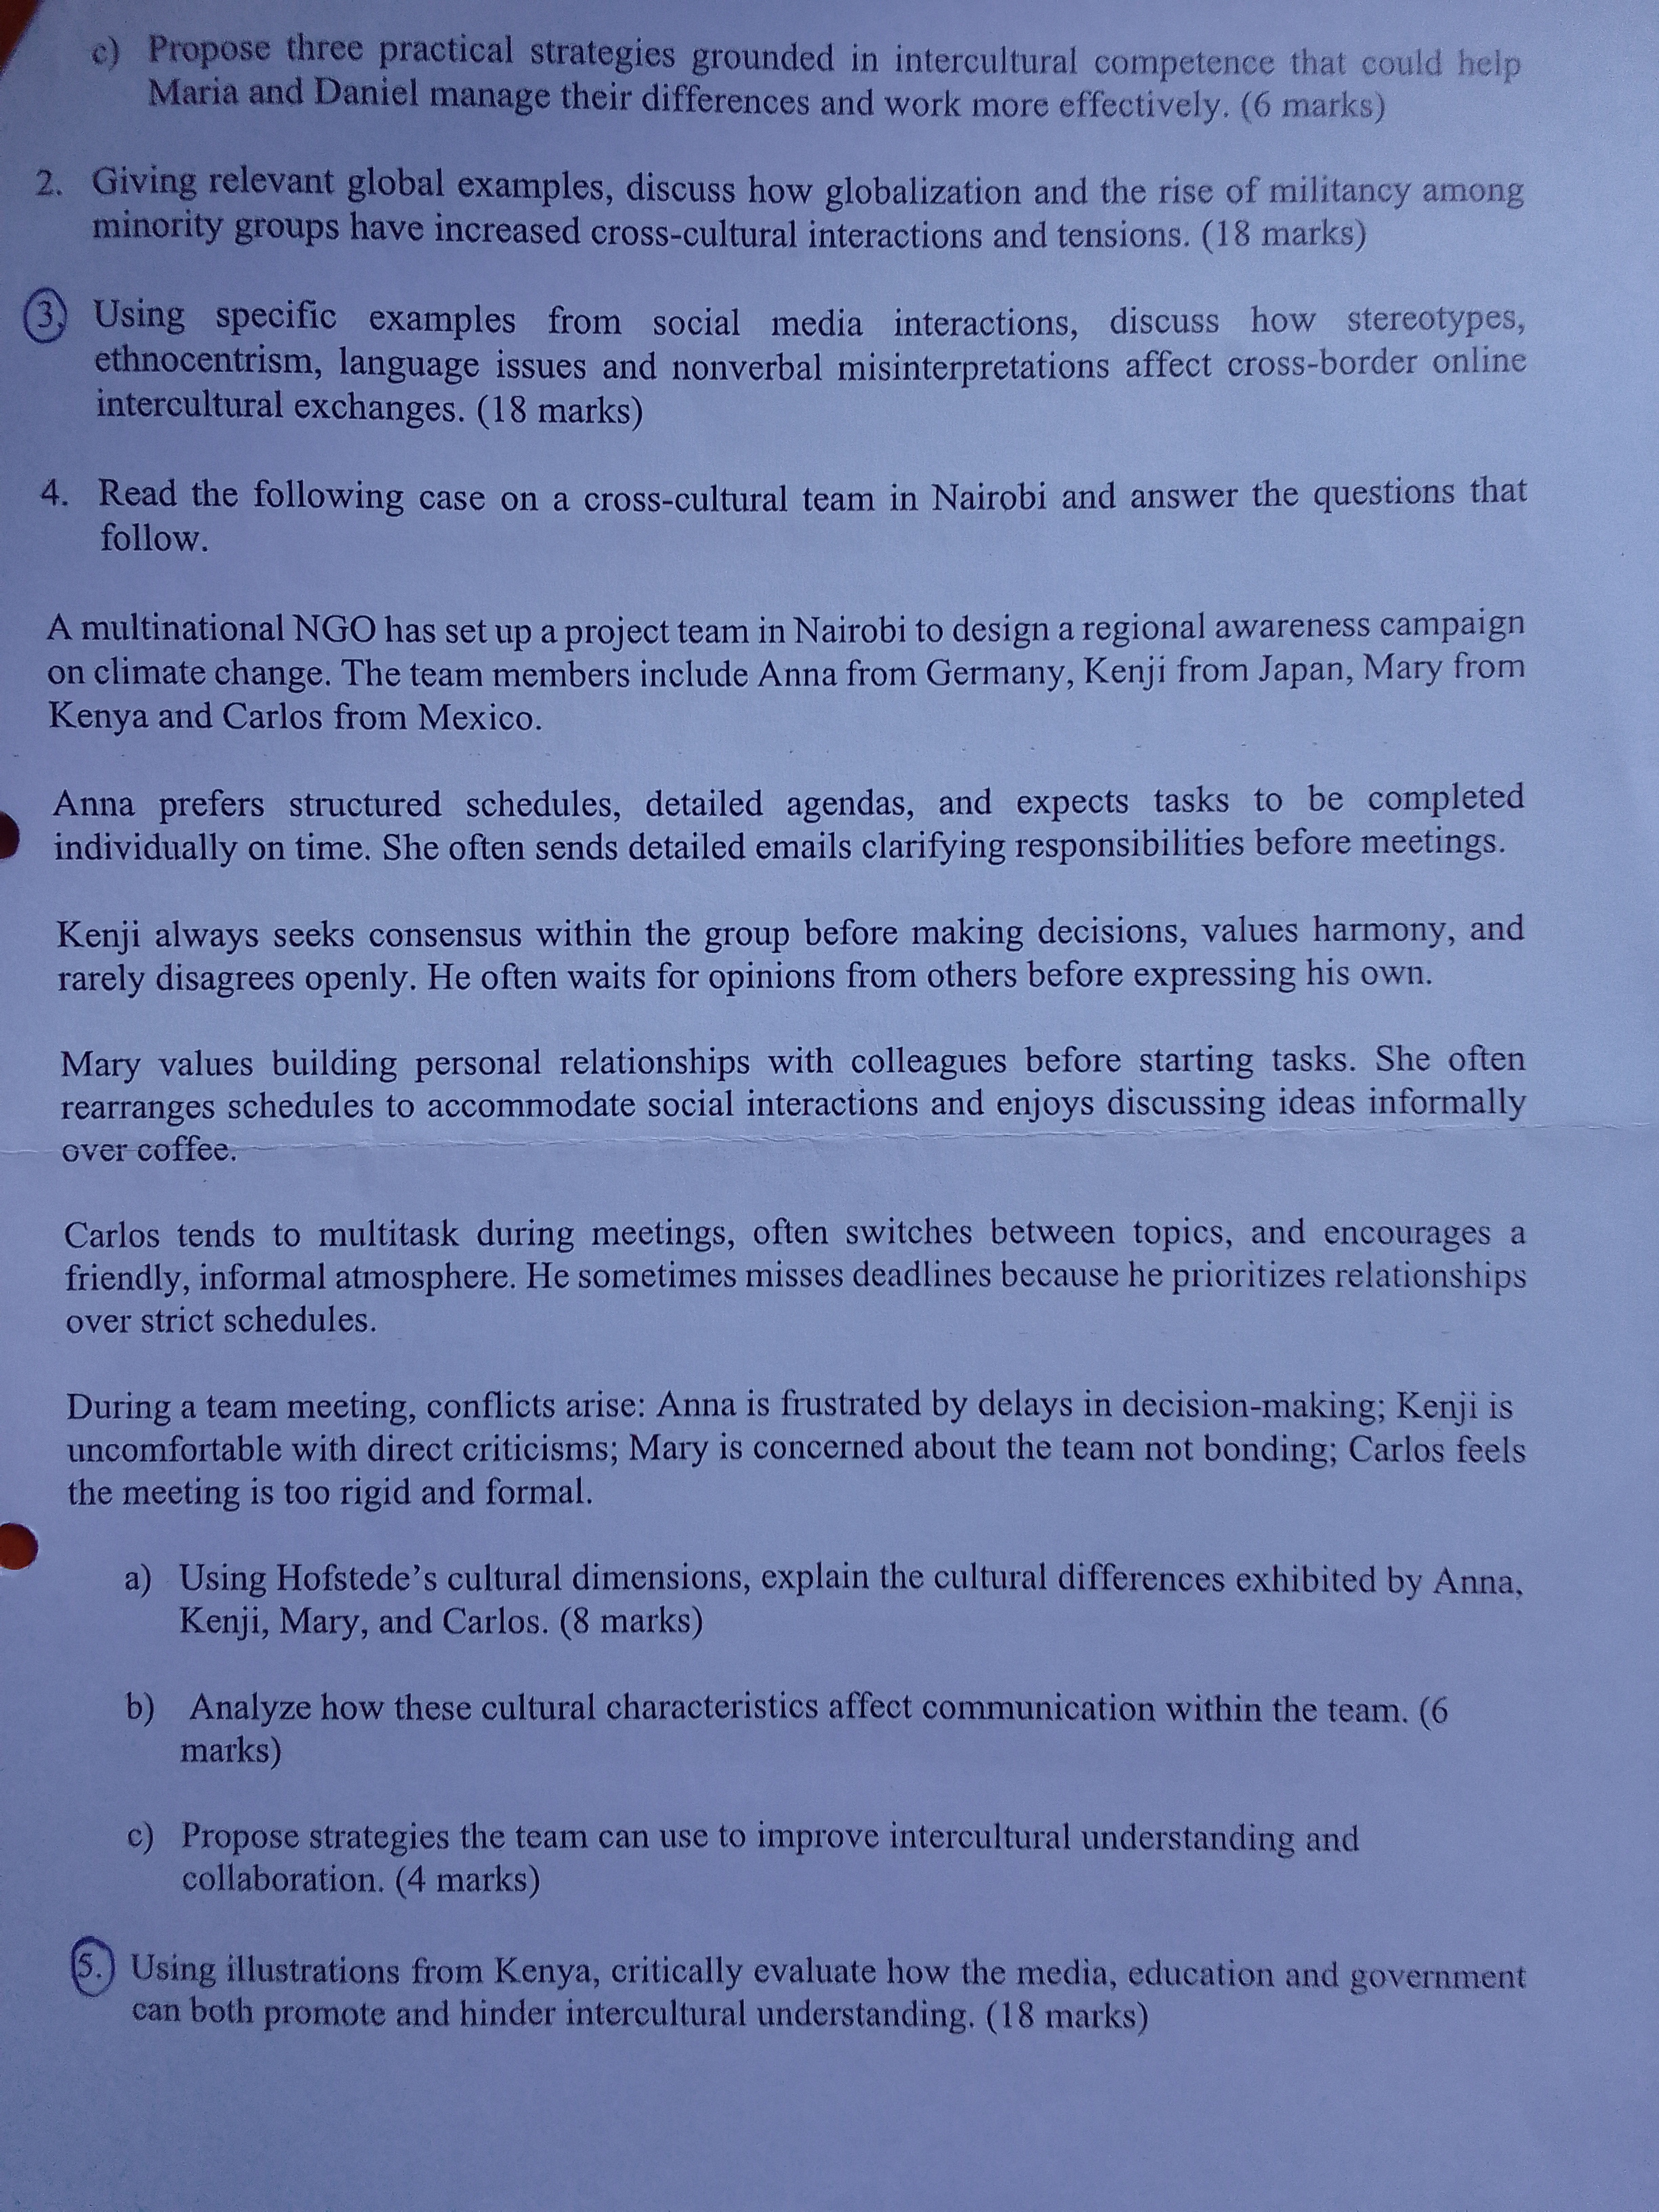 c) Propose three practical strategies grounded in intercultural competence that could help
Maria and Daniel manage their differences and work more effectively. (6 marks)
2. Giving relevant global examples, discuss how globalization and the rise of militancy among
minority groups have increased cross-cultural interactions and tensions. (18 marks)
3. Using specific examples from social media interactions, discuss how stereotypes,
ethnocentrism, language issues and nonverbal misinterpretations affect cross-border online
intercultural exchanges. (18 marks)
4. Read the following case on a cross-cultural team in Nairobi and answer the questions that
follow.
A multinational NGO has set up a project team in Nairobi to design a regional awareness campaign
on climate change. The team members include Anna from Germany, Kenji from Japan, Mary from
Kenya and Carlos from Mexico.
Anna prefers structured schedules, detailed agendas, and expects tasks to be completed
individually on time. She often sends detailed emails clarifying responsibilities before meetings.
Kenji always seeks consensus within the group before making decisions, values harmony, and
rarely disagrees openly. He often waits for opinions from others before expressing his own.
Mary values building personal relationships with colleagues before starting tasks. She often
rearranges schedules to accommodate social interactions and enjoys discussing ideas informally
over coffee.
Carlos tends to multitask during meetings, often switches between topics, and encourages a
friendly, informal atmosphere. He sometimes misses deadlines because he prioritizes relationships
over strict schedules.
During a team meeting, conflicts arise: Anna is frustrated by delays in decision-making; Kenji is
uncomfortable with direct criticisms; Mary is concerned about the team not bonding; Carlos feels
the meeting is too rigid and formal.
a) Using Hofstede's cultural dimensions, explain the cultural differences exhibited by Anna,
Kenji, Mary, and Carlos. (8 marks)
b) Analyze how these cultural characteristics affect communication within the team. (6
marks)
c) Propose strategies the team can use to improve intercultural understanding and
collaboration. (4 marks)
5. Using illustrations from Kenya, critically evaluate how the media, education and government
can both promote and hinder intercultural understanding. (18 marks)